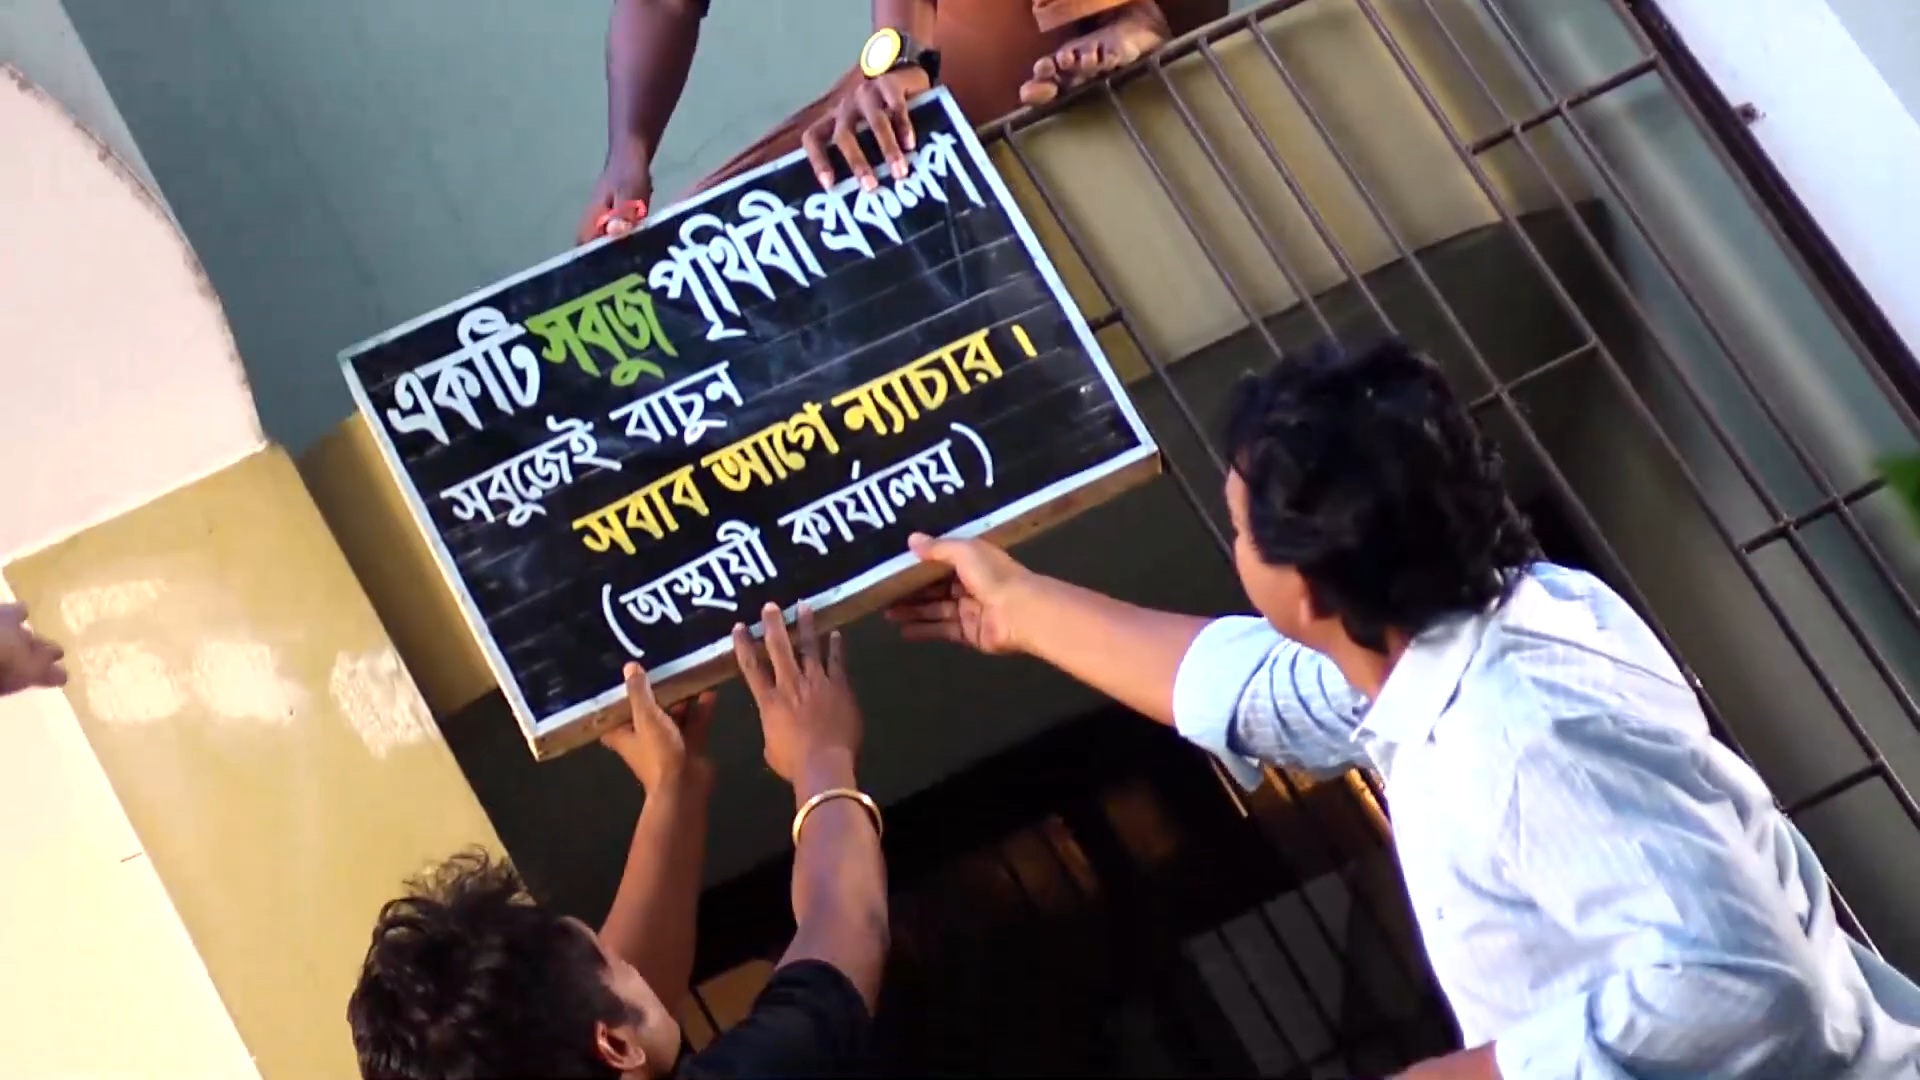 একটি সবুজ পৃথিবী প্রকল্প
সবুজেই বাচুন
সবাব আগে ন্যাচার ।
(অস্থায়ী কার্যালয়)